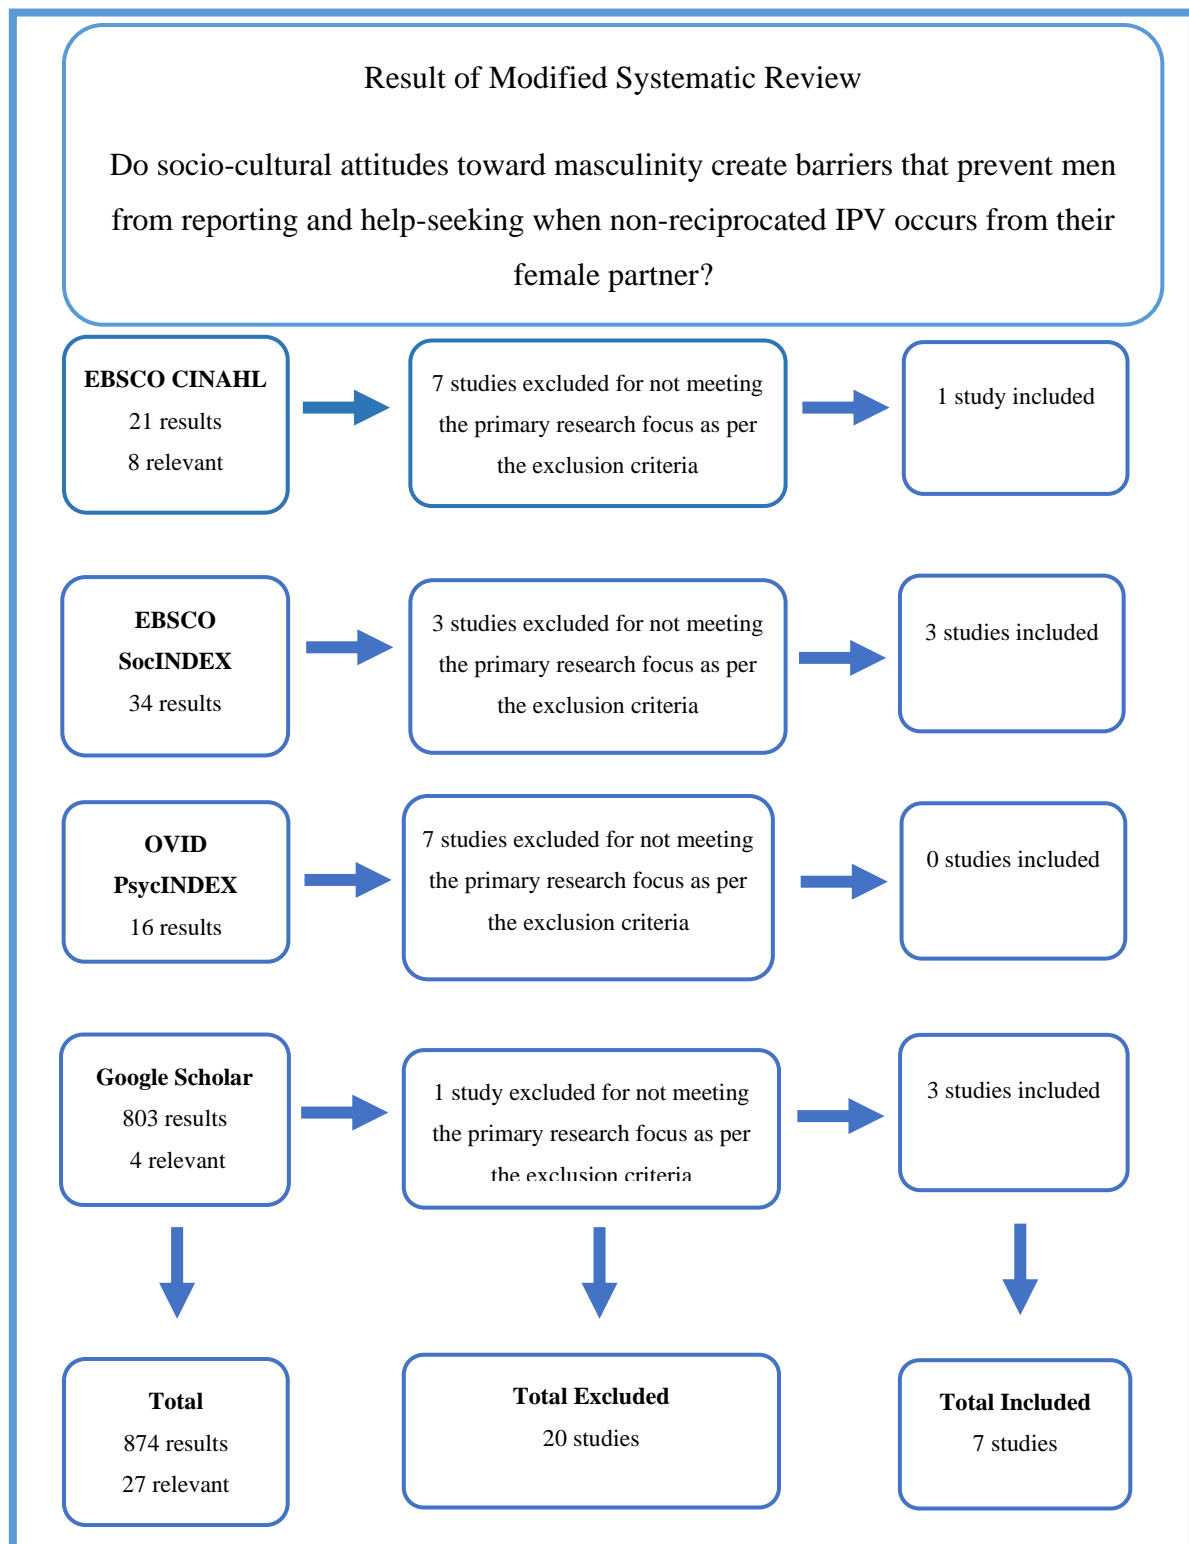 Result of Modified Systematic Review
Do socio-cultural attitudes toward masculinity create barriers that prevent men
from reporting and help-seeking when non-reciprocated IPV occurs from their
female partner?
EBSCO CINAHL
21 results
8 relevant
7 studies excluded for not meeting
the primary research focus as per
the exclusion criteria
1 study included
EBSCO
SocINDEX
34 results
3 studies excluded for not meeting
the primary research focus as per
the exclusion criteria
3 studies included
OVID
PsycINDEX
16 results
7 studies excluded for not meeting
the primary research focus as per
the exclusion criteria
0 studies included
Google Scholar
803 results
4 relevant
1 study excluded for not meeting
the primary research focus as per
the exclusion criteria
3 studies included
Total
874 results
27 relevant
Total Excluded
20 studies
Total Included
7 studies